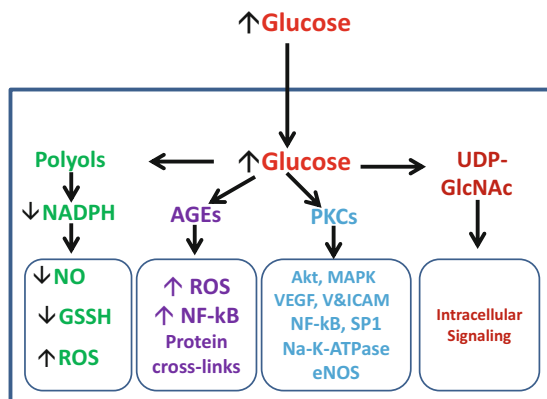 ↑Glucose
Polyols
↑Glucose
UDP-
GlcNAc
↓NADPH
AGEs
PKCs
↓NO
↓GSSH
↑ROS
↑ ROS
↑ NF-kB
Protein
cross-links
Akt, MAPK
VEGF, V&ICAM
NF-kB, SP1
Na-K-ATPase
eNOS
Intracellular
Signaling